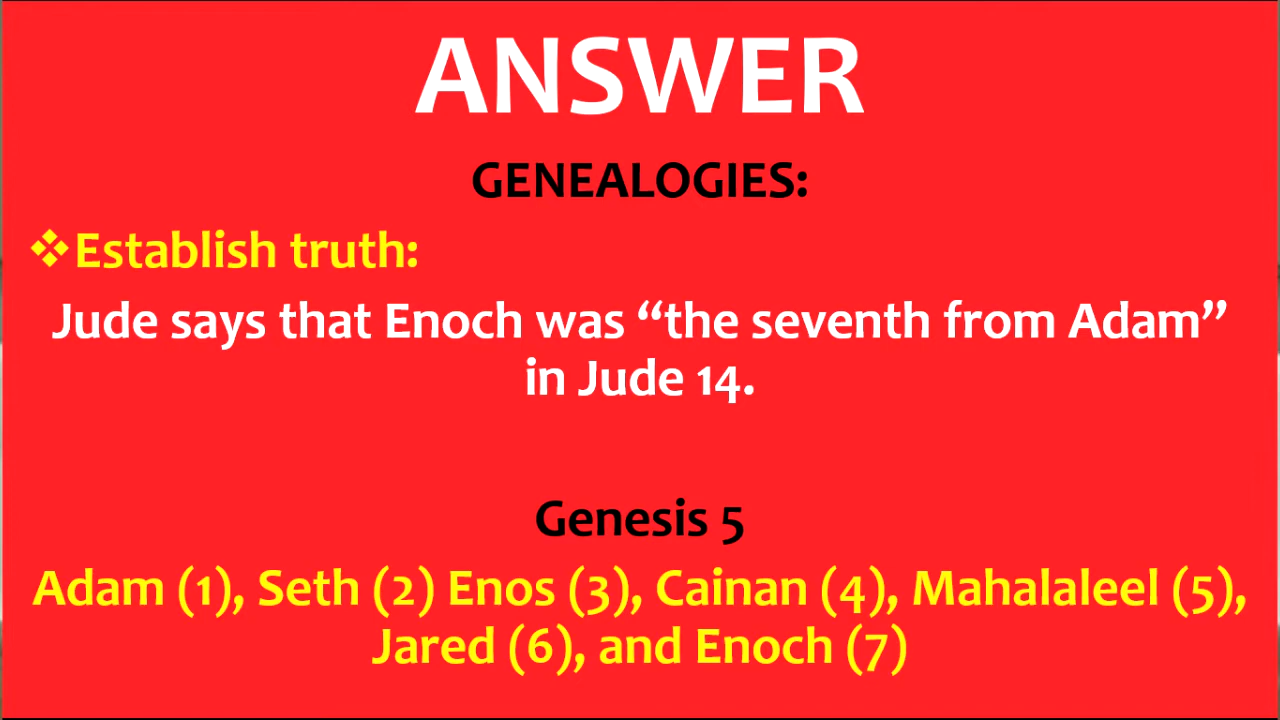 ANSWER
GENEALOGIES:
❖Establish truth:
Jude says that Enoch was “the seventh from Adam”
in Jude 14.
Genesis 5
Adam (1), Seth (2) Enos (3), Cainan (4), Mahalaleel (5),
Jared (6), and Enoch (7)